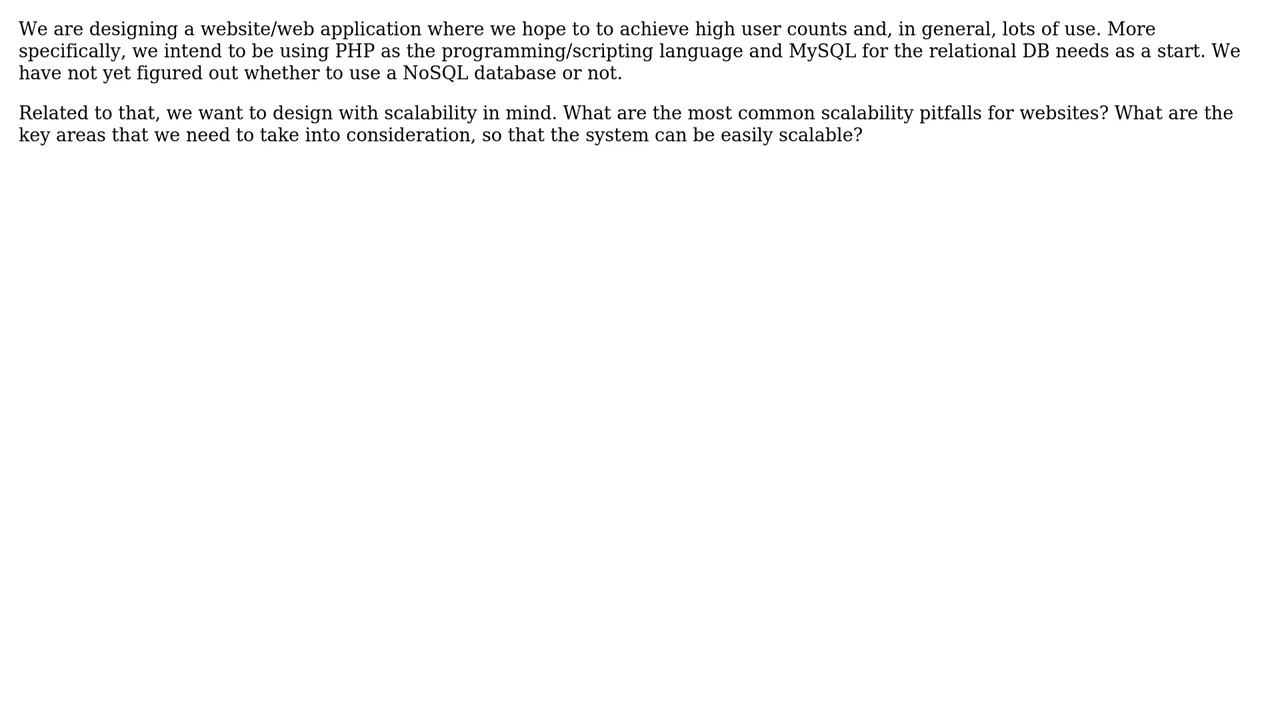 We are designing a website/web application where we hope to to achieve high user counts and, in general, lots of use. More
specifically, we intend to be using PHP as the programming/scripting language and MySQL for the relational DB needs as a start. We
have not yet figured out whether to use a NoSQL database or not.
Related to that, we want to design with scalability in mind. What are the most common scalability pitfalls for websites? What are the
key areas that we need to take into consideration, so that the system can be easily scalable?